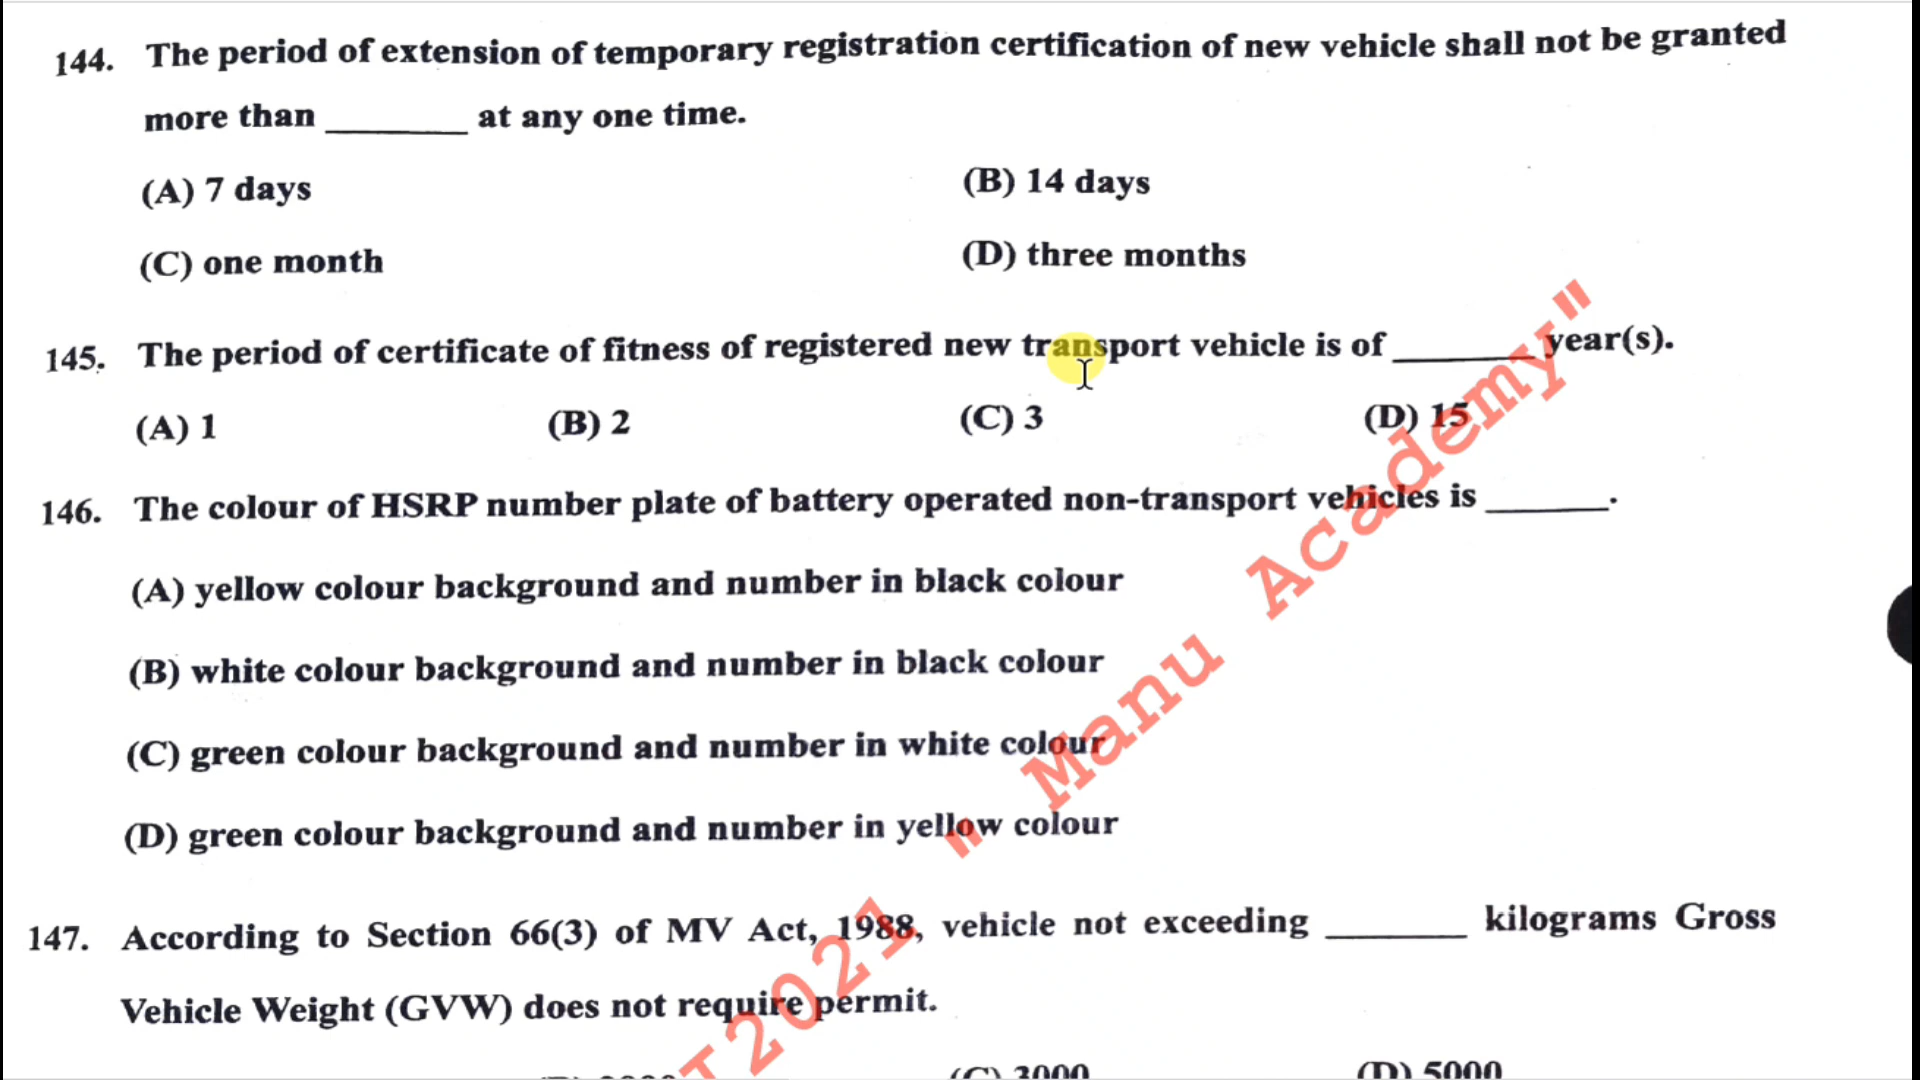 144. The period of extension of temporary registration certification of new vehicle shall not be granted
more than ________ at any one time.
(A) 7 days (B) 14 days
(C) one month (D) three months
145. The period of certificate of fitness of registered new transport vehicle is of ________ year(s).
(A) 1 (B) 2 (C) 3 (D) 15
146. The colour of HSRP number plate of battery operated non-transport vehicles is _______.
(A) yellow colour background and number in black colour
(B) white colour background and number in black colour
(C) green colour background and number in white colour
(D) green colour background and number in yellow colour
147. According to Section 66(3) of MV Act, 1988, vehicle not exceeding ________ kilograms Gross
Vehicle Weight (GVW) does not require permit.
(C) 3000 (D) 5000
2021 " Manu Academy"